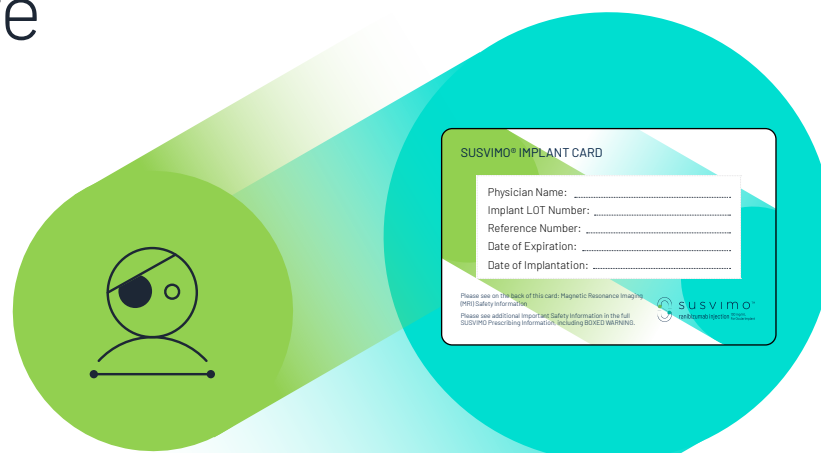 e
SUSVIMO® IMPLANT CARD
Physician Name:
Implant LOT Number:
Reference Number:
Date of Expiration:
Date of Implantation:
Please see on the back of this card: Magnetic Resonance Imaging
(MRI) Safety Information
Please see additional Important Safety Information in the full
SUSVIMO Prescribing Information, including BOXED WARNING.
susvimo
ranibizumab injection